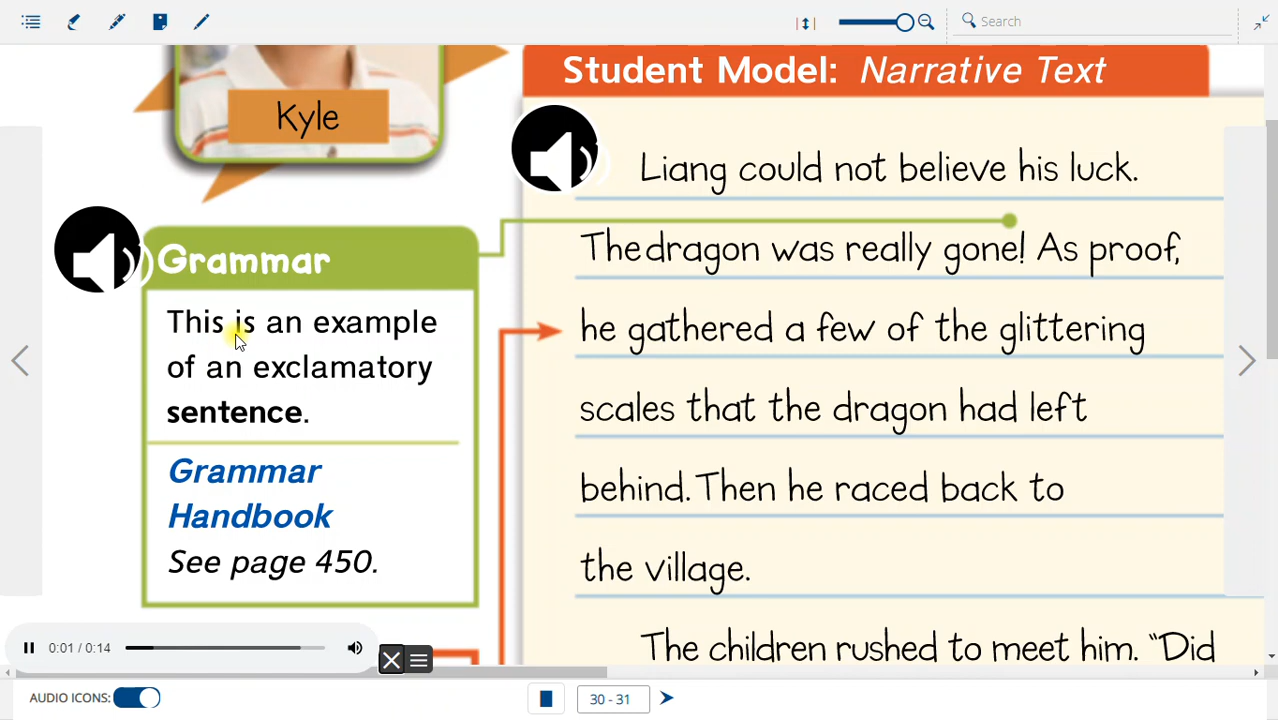 Search
Kyle
Student Model: Narrative Text
Liang could not believe his luck.
The dragon was really gone! As proof,
he gathered a few of the glittering
scales that the dragon had left
behind. Then he raced back to
the village.
The children rushed to meet him. "Did
Grammar
This is an example
of an exclamatory
sentence.
Grammar
Handbook
See page 450.
0:01 / 0:14
AUDIO ICONS:
30 - 31